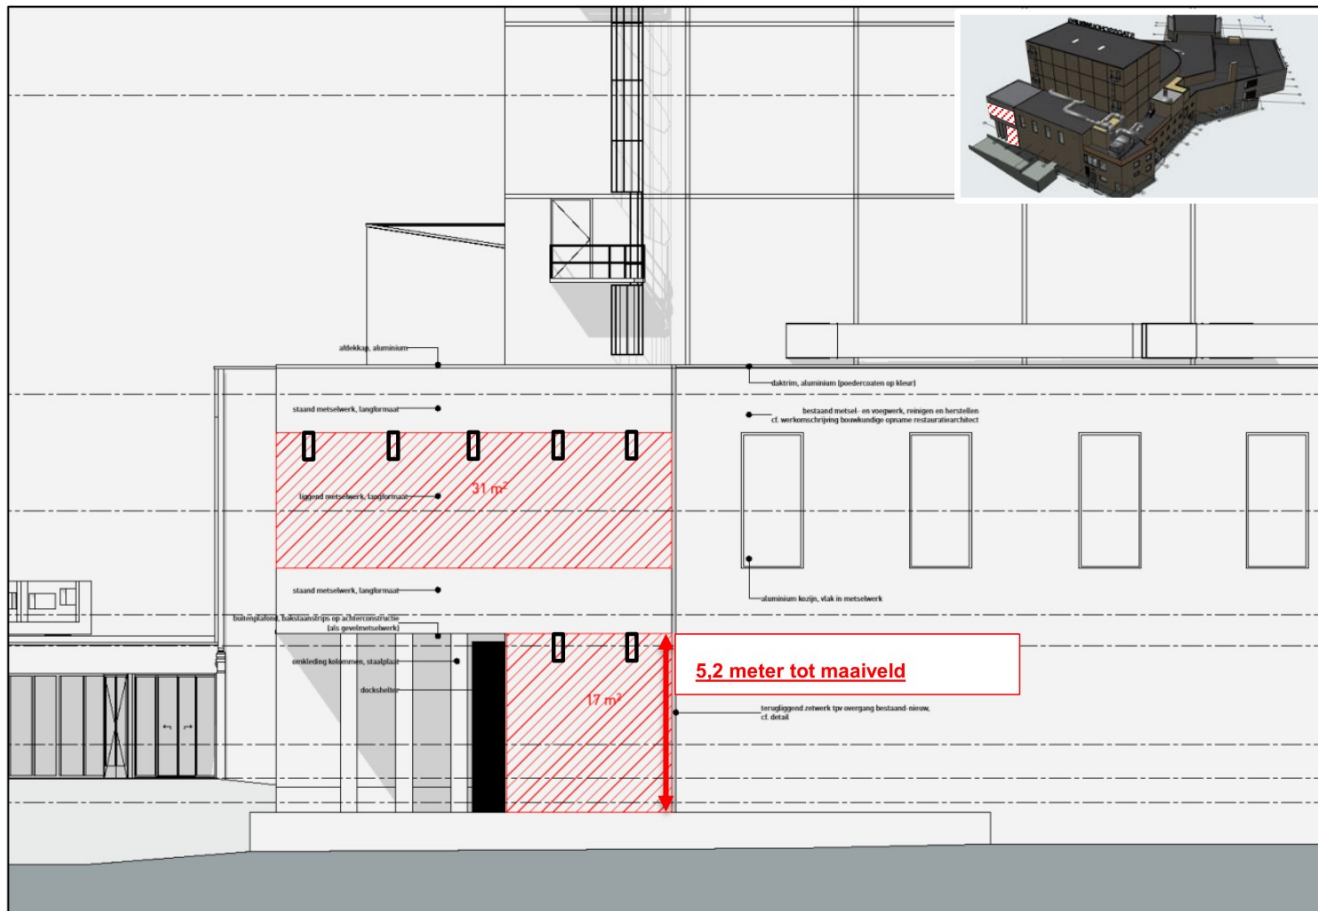 afdekkap, aluminium
daktrim, aluminium (poedercoaten op kleur)
staand metselwerk, langformaat
bestaand metsel- en voegwerk, reinigen en herstellen
cf. werkomschrijving bouwkundige opname restauratiearchitect
31 m²
liggend metselwerk, langformaat
staand metselwerk, langformaat
aluminium kozijn, vlak in metselwerk
buitenplafond, bakstaanstrips op achterconstructie
(als gevelmetselwerk)
omkleding kolommen, staalplaat
5,2 meter tot maaiveld
dockshelter
17 m²
terugliggend zetwerk tpv overgang bestaand-nieuw,
cf. detail